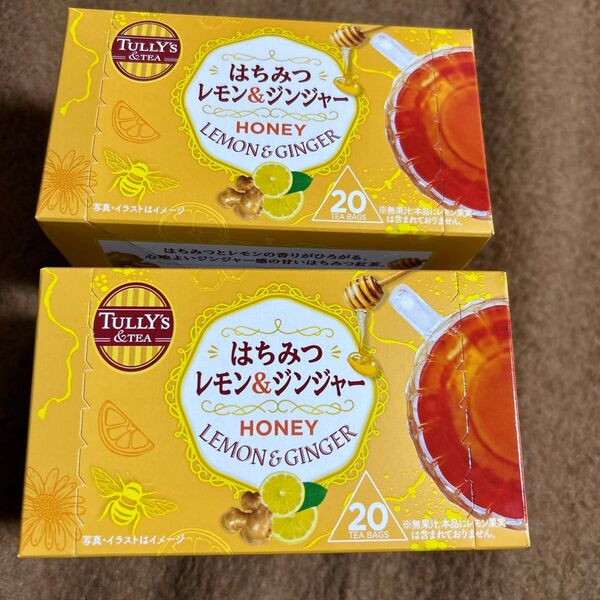 TULLY'S
& TEA
はちみつ
レモン&ジンジャー
HONEY
LEMON & GINGER
20
TEA BAGS
写真・イラストはイメージ
※無果汁、本品にレモン果実
は含まれておりません。
はちみつとレモンの香りがひろがる、
心地よいジンジャー感の甘いはちみつ紅茶。
TULLY'S
& TEA
はちみつ
レモン&ジンジャー
HONEY
LEMON & GINGER
20
TEA BAGS
写真・イラストはイメージ
※無果汁、本品にレモン果実
は含まれておりません。